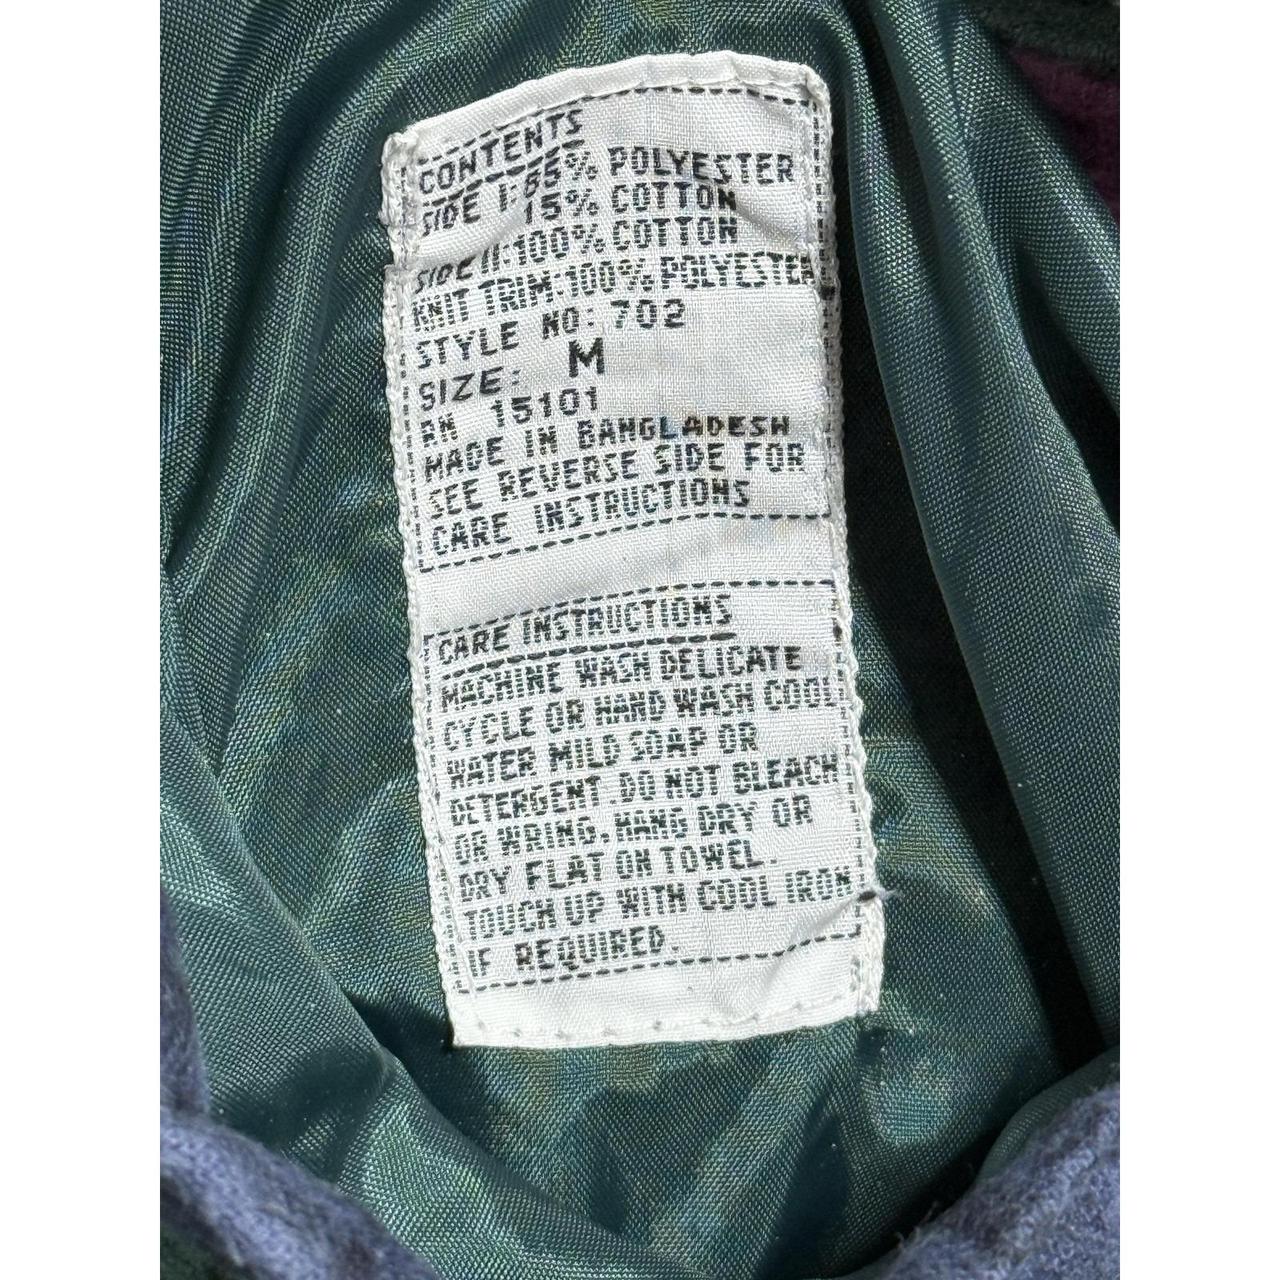 CONTENTS
SIDE I:85% POLYESTER
15% COTTON
SIDE II:100% COTTON
KNIT TRIM:100% POLYESTER
STYLE NO: 702
SIZE: M
RN 15101
MADE IN BANGLADESH
SEE REVERSE SIDE FOR
CARE INSTRUCTIONS
CARE INSTRUCTIONS
MACHINE WASH DELICATE
CYCLE OR HAND WASH COOL
WATER MILD SOAP OR
DETERGENT.DO NOT BLEACH
OR WRING. HANG DRY OR
DRY FLAT ON TOWEL.
TOUCH UP WITH COOL IRON
IF REQUIRED.